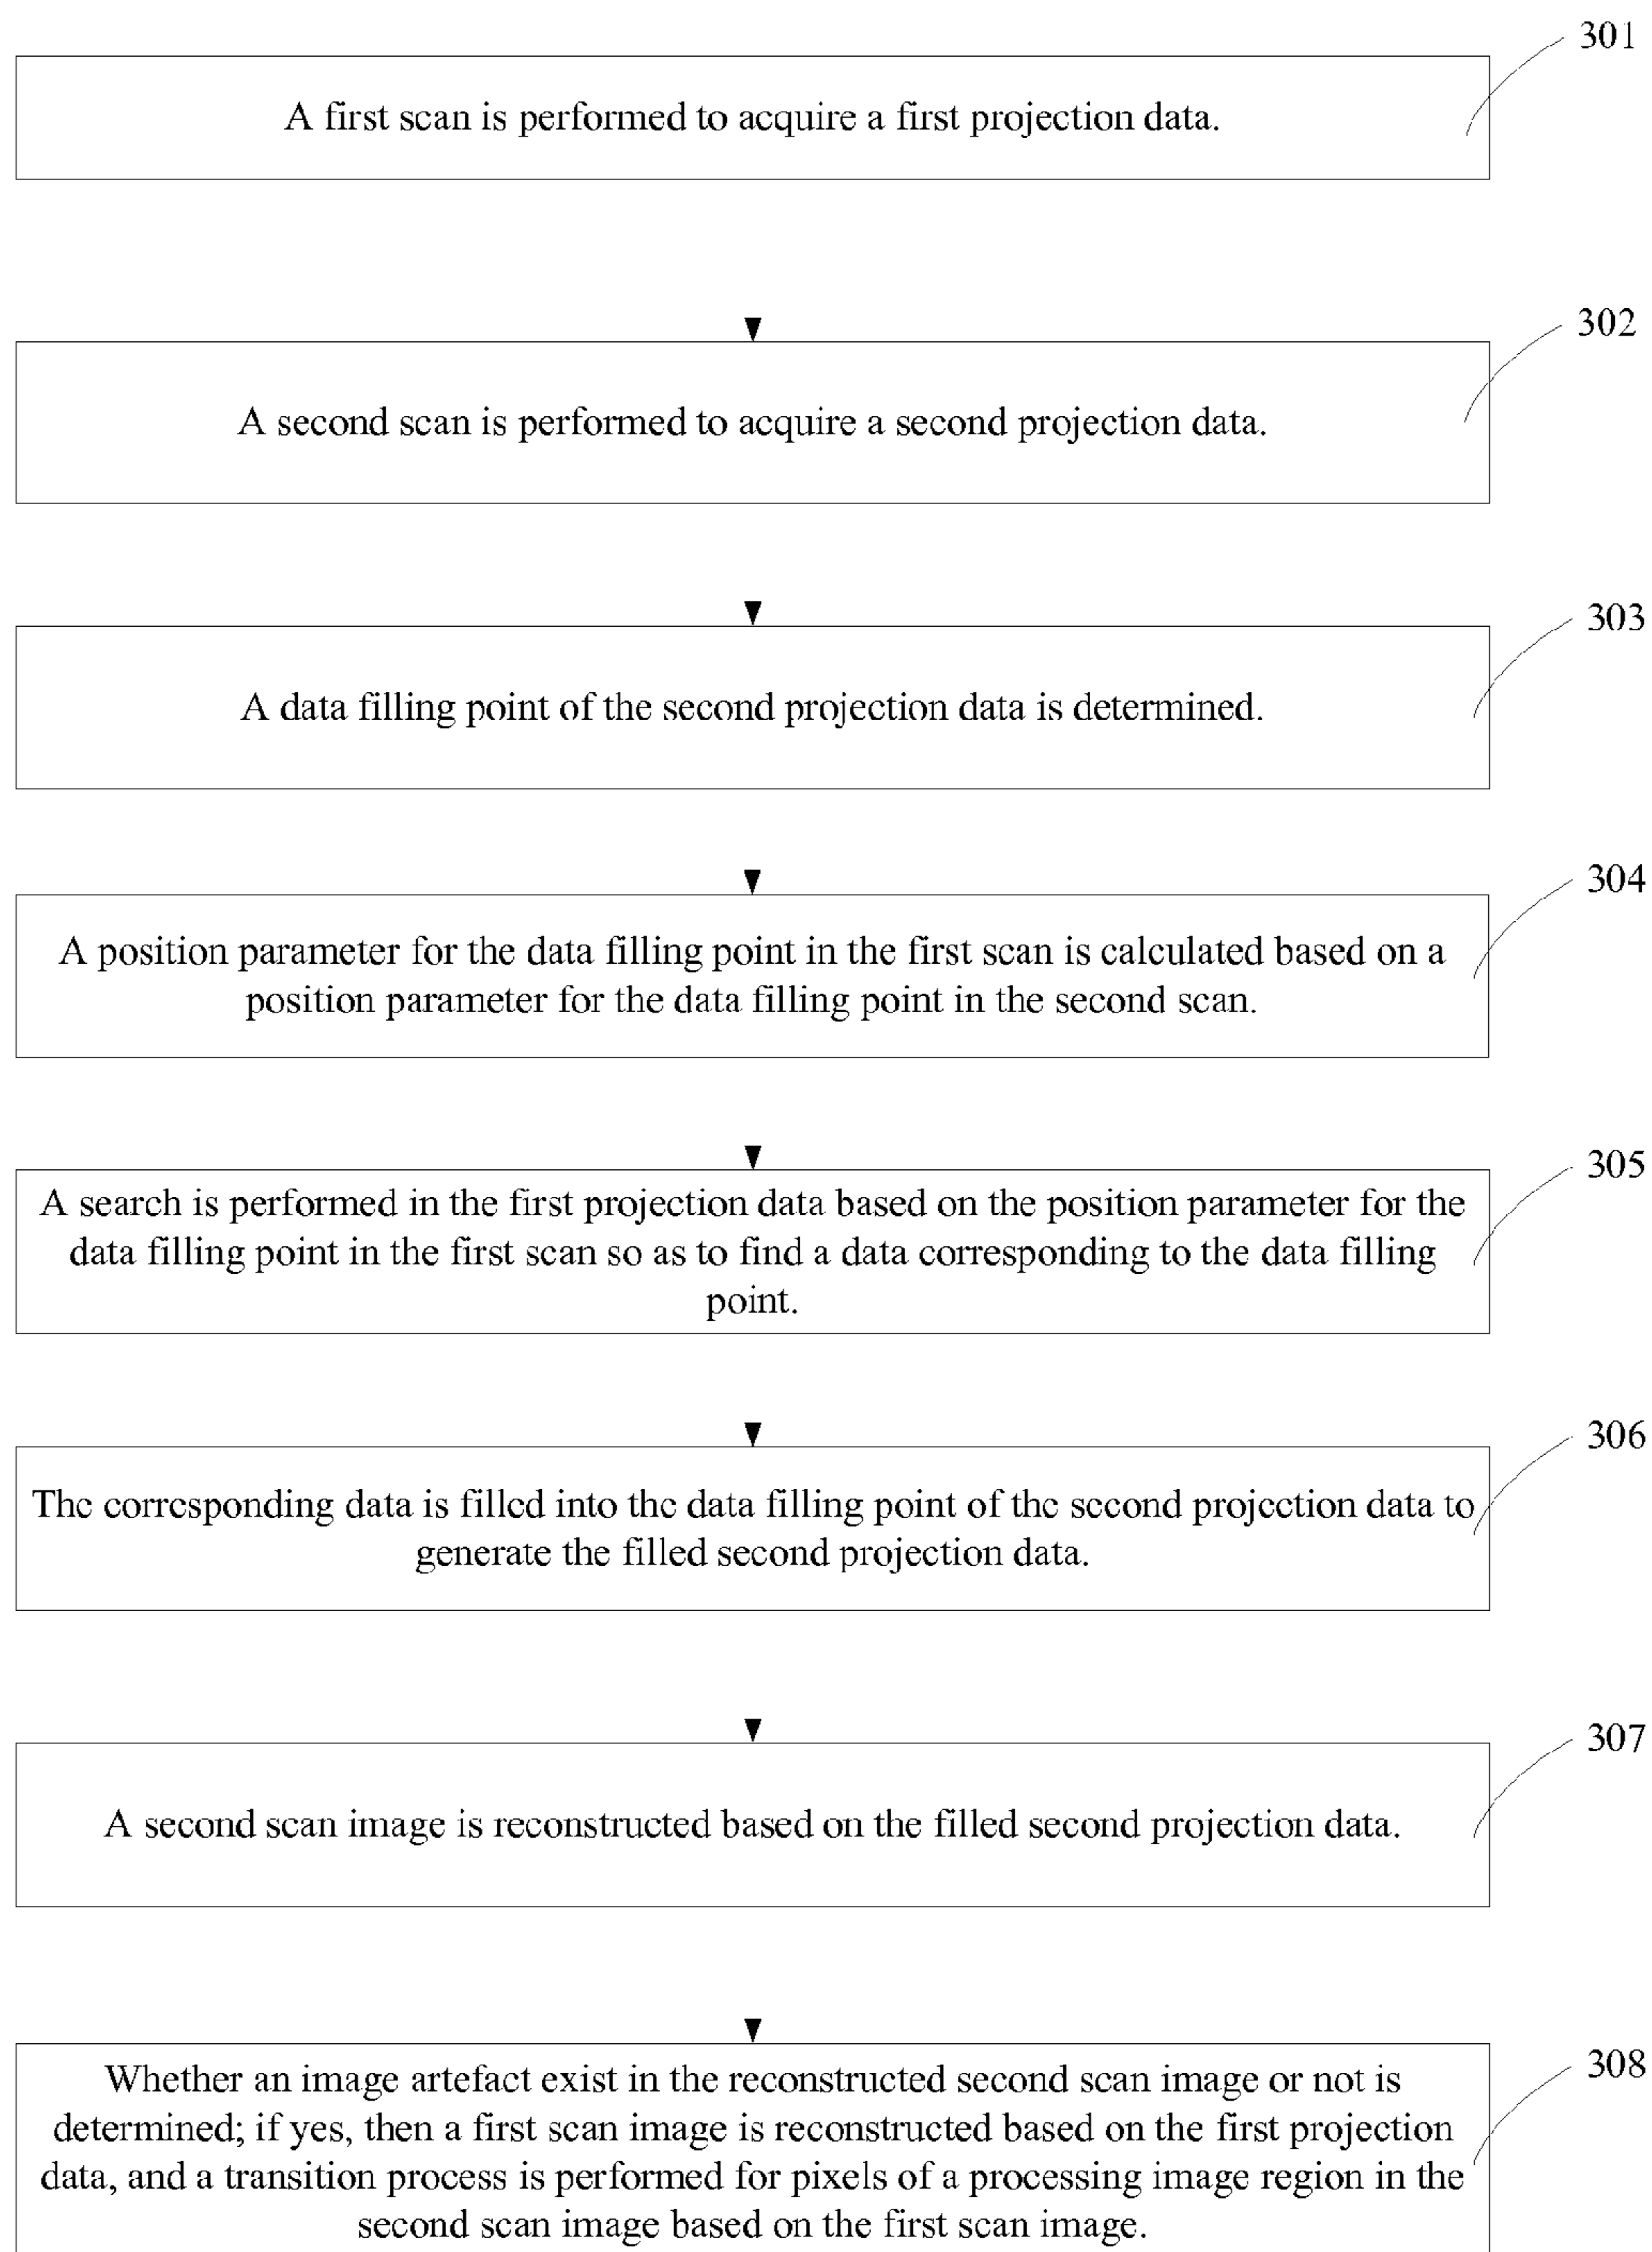 301
A first scan is performed to acquire a first projection data.
302
A second scan is performed to acquire a second projection data.
303
A data filling point of the second projection data is determined.
304
A position parameter for the data filling point in the first scan is calculated based on a
position parameter for the data filling point in the second scan.
305
A search is performed in the first projection data based on the position parameter for the
data filling point in the first scan so as to find a data corresponding to the data filling
point.
306
The corresponding data is filled into the data filling point of the second projection data to
generate the filled second projection data.
307
A second scan image is reconstructed based on the filled second projection data.
308
Whether an image artefact exist in the reconstructed second scan image or not is
determined; if yes, then a first scan image is reconstructed based on the first projection
data, and a transition process is performed for pixels of a processing image region in the
second scan image based on the first scan image.